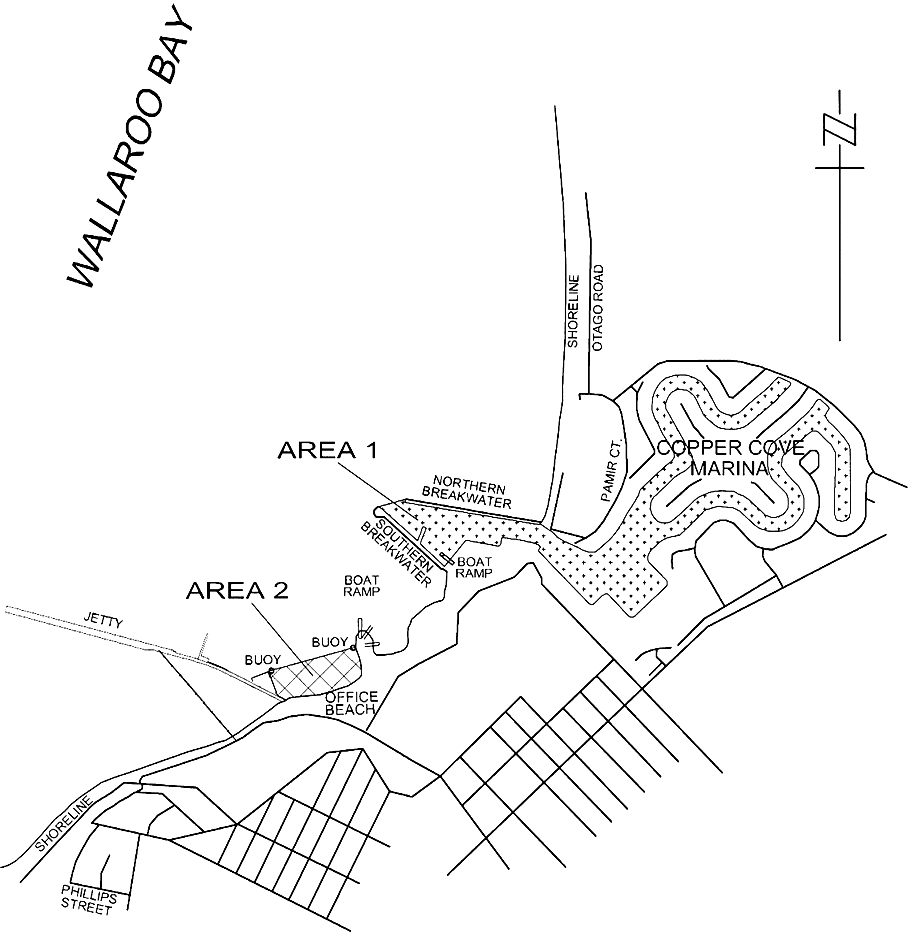 WALLAROO BAY
N
SHORELINE
OTAGO ROAD
PAMIR CT.
COPPER COVE
MARINA
AREA 1
NORTHERN
BREAKWATER
SOUTHERN
BREAKWATER
BOAT
RAMP
BOAT
RAMP
AREA 2
JETTY
BUOY
BUOY
OFFICE
BEACH
SHORELINE
PHILLIPS
STREET